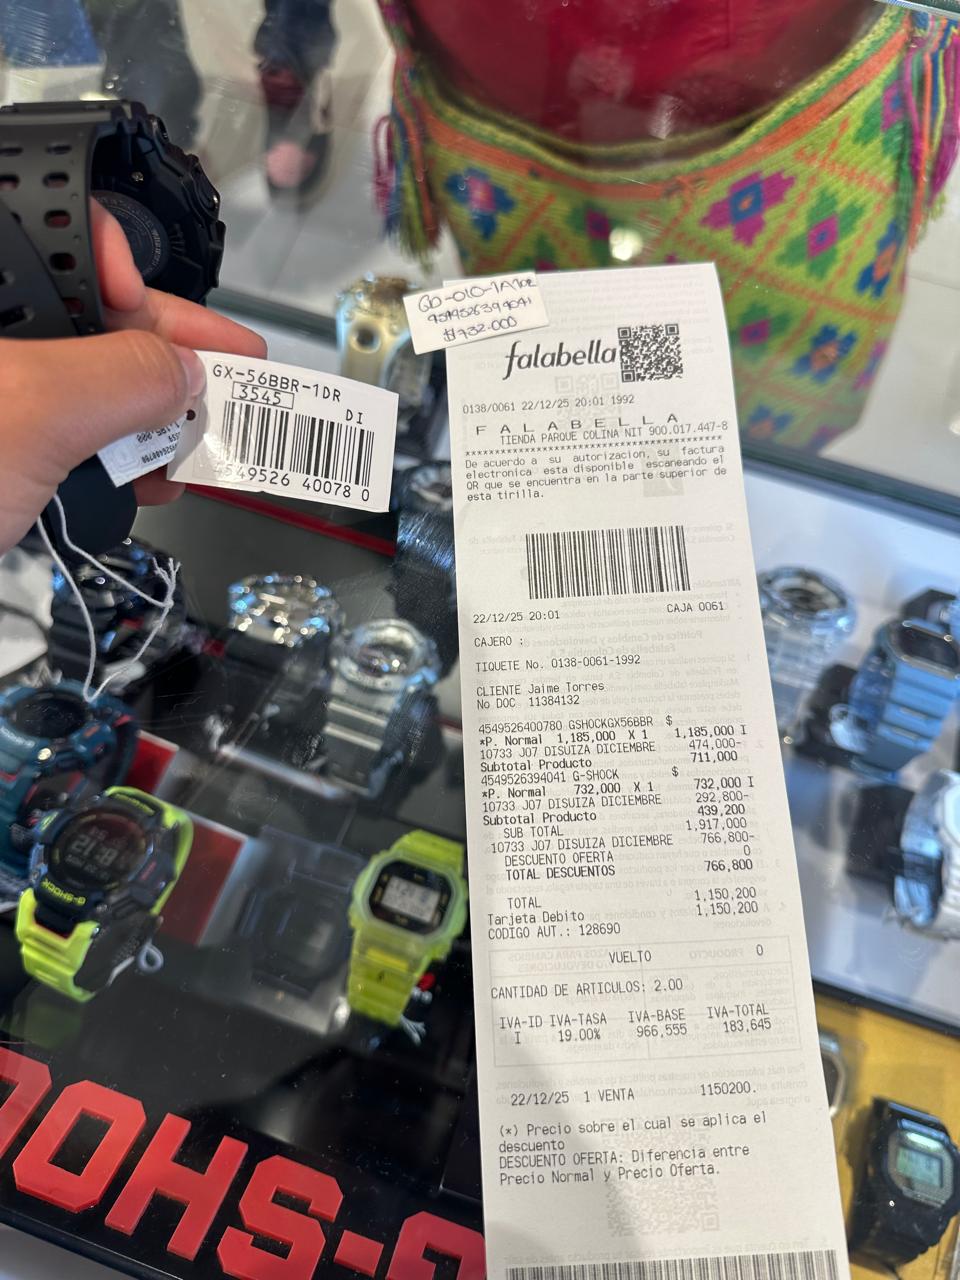 GD-010-1A1DR
4549526394041
$732.000
GX-56BBR-1DR
3545
DI
4549526 40078 0
falabella
0138/0061 22/12/25 20:01 1992
F A L A B E L L A
TIENDA PARQUE COLINA NIT 900.017.447-8
****************************************
De acuerdo a su autorizacion, su factura
electronica esta disponible escaneando el
QR que se encuentra en la parte superior de
esta tirilla.
22/12/25 20:01 CAJA 0061
CAJERO :
TIQUETE No. 0138-0061-1992
CLIENTE Jaime Torres
No DOC 11384132
4549526400780 GSHOCKGX56BBR $
*P. Normal 1,185,000 X 1 1,185,000 I
10733 J07 DISUIZA DICIEMBRE 474,000-
Subtotal Producto 711,000
4549526394041 G-SHOCK $
*P. Normal 732,000 X 1 732,000 I
10733 J07 DISUIZA DICIEMBRE 292,800-
Subtotal Producto 439,200
SUB TOTAL 1,917,000
10733 J07 DISUIZA DICIEMBRE 766,800-
DESCUENTO OFERTA 0
TOTAL DESCUENTOS 766,800
TOTAL 1,150,200
Tarjeta Debito 1,150,200
CODIGO AUT.: 128690
VUELTO 0
CANTIDAD DE ARTICULOS: 2.00
IVA-ID IVA-TASA IVA-BASE IVA-TOTAL
I 19.00% 966,555 183,645
22/12/25 1 VENTA 1150200.
(*) Precio sobre el cual se aplica el
descuento
DESCUENTO OFERTA: Diferencia entre
Precio Normal y Precio Oferta.
G-SHOCK